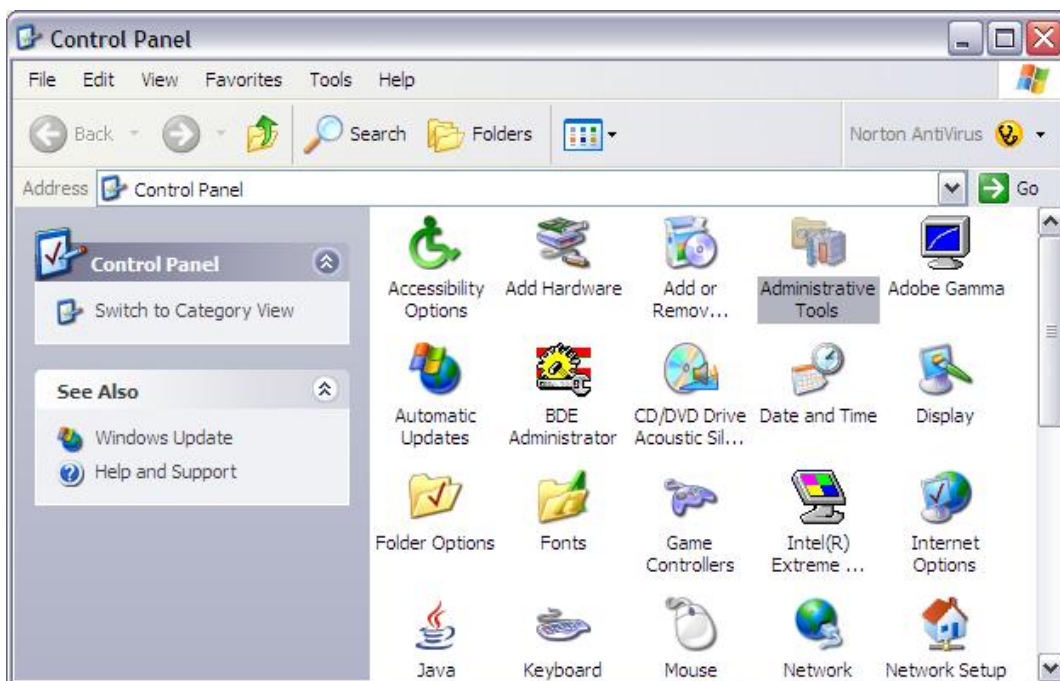 Control Panel
File Edit View Favorites Tools Help
Back Search Folders Norton AntiVirus
Address Control Panel Go
Control Panel
Switch to Category View
See Also
Windows Update
Help and Support
Accessibility Options
Add Hardware
Add or Remov...
Administrative Tools
Adobe Gamma
Automatic Updates
BDE Administrator
CD/DVD Drive Acoustic Sil...
Date and Time
Display
Folder Options
Fonts
Game Controllers
Intel(R) Extreme ...
Internet Options
Java
Keyboard
Mouse
Network
Network Setup